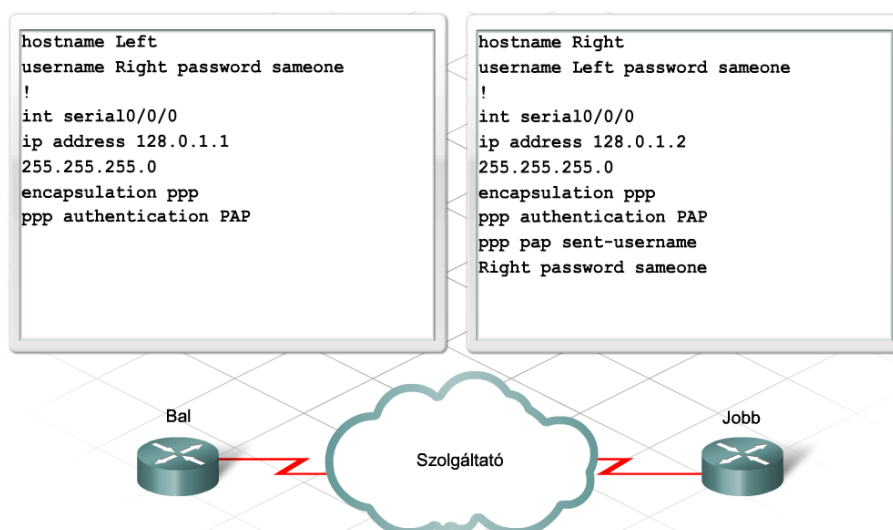 hostname Left
username Right password sameone
!
int serial0/0/0
ip address 128.0.1.1
255.255.255.0
encapsulation ppp
ppp authentication PAP
hostname Right
username Left password sameone
!
int serial0/0/0
ip address 128.0.1.2
255.255.255.0
encapsulation ppp
ppp authentication PAP
ppp pap sent-username
Right password sameone
Bal
Szolgáltató
Jobb